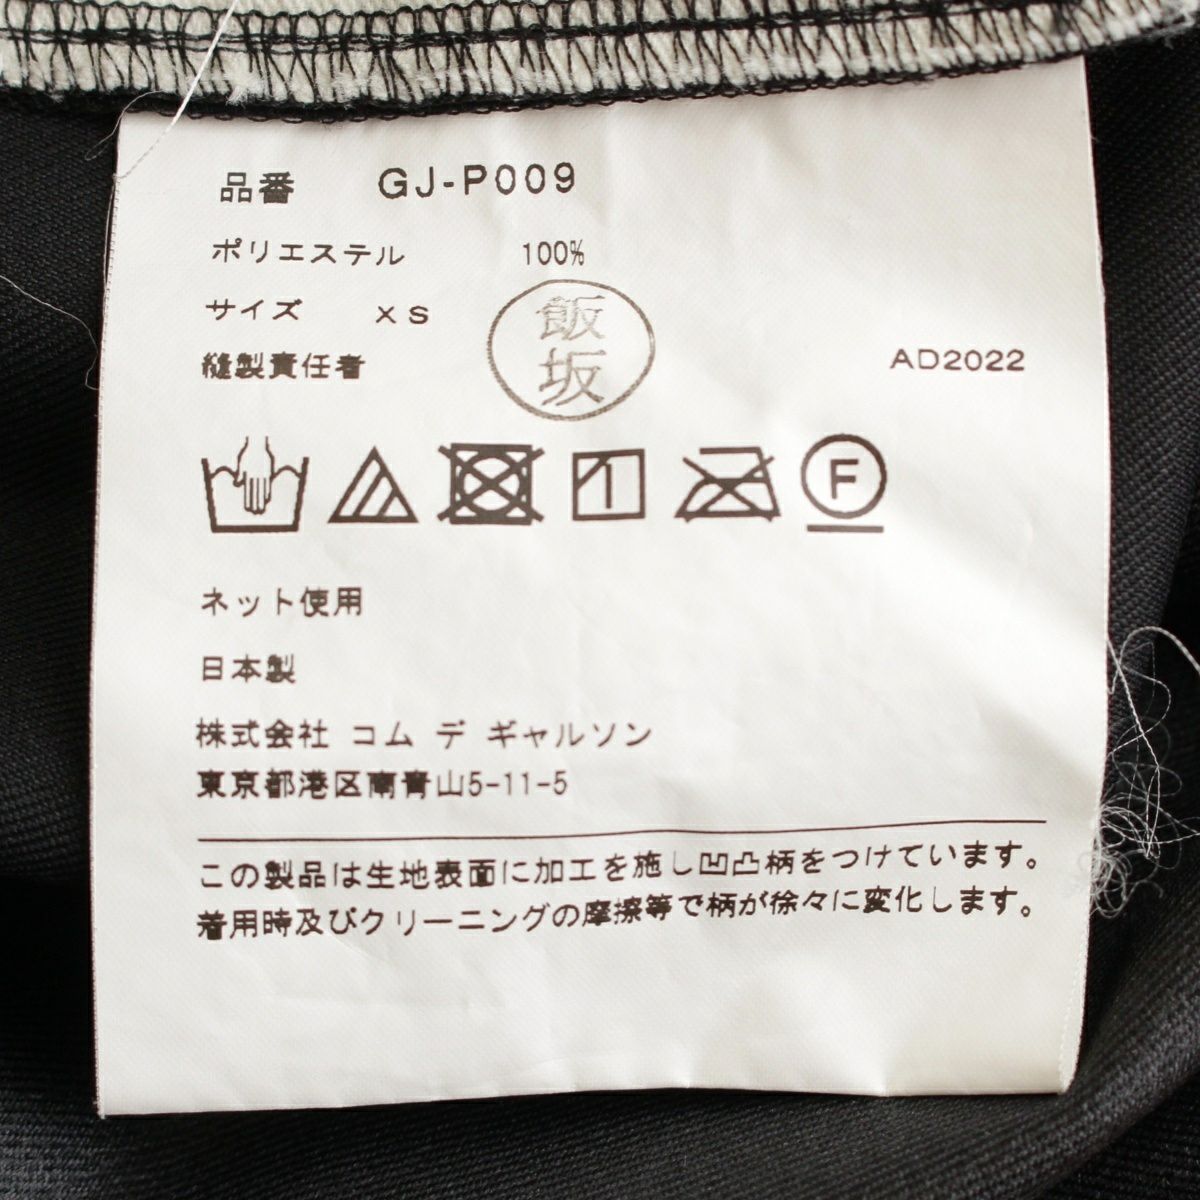 品番 GJ-P009
ポリエステル 100%
サイズ XS
縫製責任者 飯坂
AD2022
F
ネット使用
日本製
株式会社 コム デ ギャルソン
東京都港区南青山5-11-5
この製品は生地表面に加工を施し凹凸柄をつけています。
着用時及びクリーニングの摩擦等で柄が徐々に変化します。